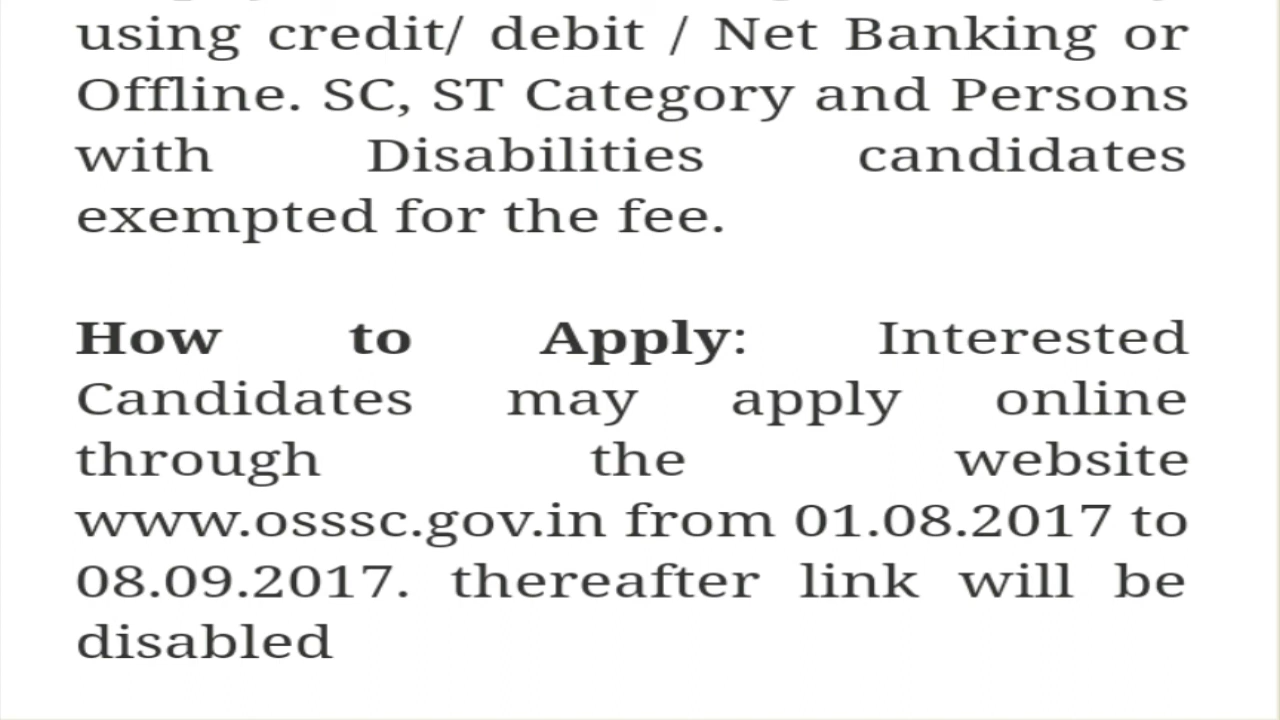 using credit/ debit / Net Banking or
Offline. SC, ST Category and Persons
with Disabilities candidates
exempted for the fee.
How to Apply: Interested
Candidates may apply online
through the website
www.osssc.gov.in from 01.08.2017 to
08.09.2017. thereafter link will be
disabled